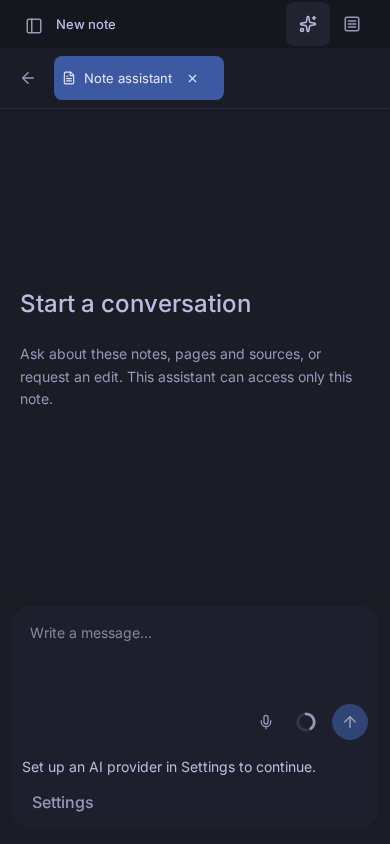 New note
Note assistant
Start a conversation
Ask about these notes, pages and sources, or
request an edit. This assistant can access only this
note.
Write a message...
Set up an AI provider in Settings to continue.
Settings